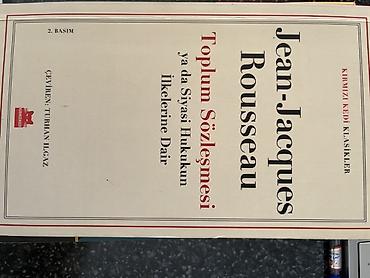 KIRMIZI KEDİ KLASİKLER
Jean-Jacques
Rousseau
Toplum Sözleşmesi
ya da Siyasi Hukukun
İlkelerine Dair
2. BASIM
ÇEVİREN: TURHAN ILGAZ